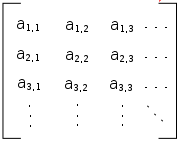 a1,1 a1,2 a1,3 . . .
a2,1 a2,2 a2,3 . . .
a3,1 a3,2 a3,3 . . .
⋮ ⋮ ⋮ ⋱